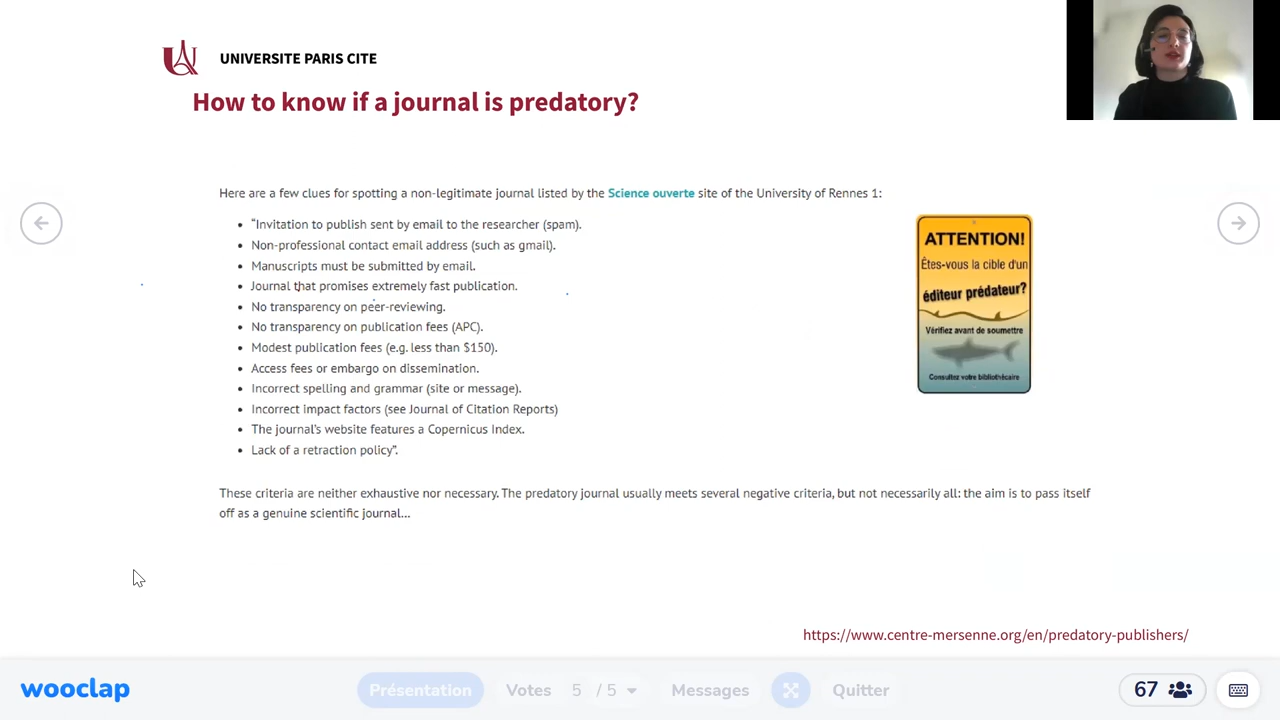 UNIVERSITE PARIS CITE
How to know if a journal is predatory?
Here are a few clues for spotting a non-legitimate journal listed by the Science ouverte site of the University of Rennes 1:
• “Invitation to publish sent by email to the researcher (spam).
• Non-professional contact email address (such as gmail).
• Manuscripts must be submitted by email.
• Journal that promises extremely fast publication.
• No transparency on peer-reviewing.
• No transparency on publication fees (APC).
• Modest publication fees (e.g. less than $150).
• Access fees or embargo on dissemination.
• Incorrect spelling and grammar (site or message).
• Incorrect impact factors (see Journal of Citation Reports)
• The journal’s website features a Copernicus Index.
• Lack of a retraction policy”.
ATTENTION!
Êtes-vous la cible d'un
éditeur prédateur?
Vérifiez avant de soumettre
Consultez votre bibliothécaire
These criteria are neither exhaustive nor necessary. The predatory journal usually meets several negative criteria, but not necessarily all: the aim is to pass itself
off as a genuine scientific journal…
https://www.centre-mersenne.org/en/predatory-publishers/
wooclap
Présentation Votes 5 / 5 Messages Quitter
67